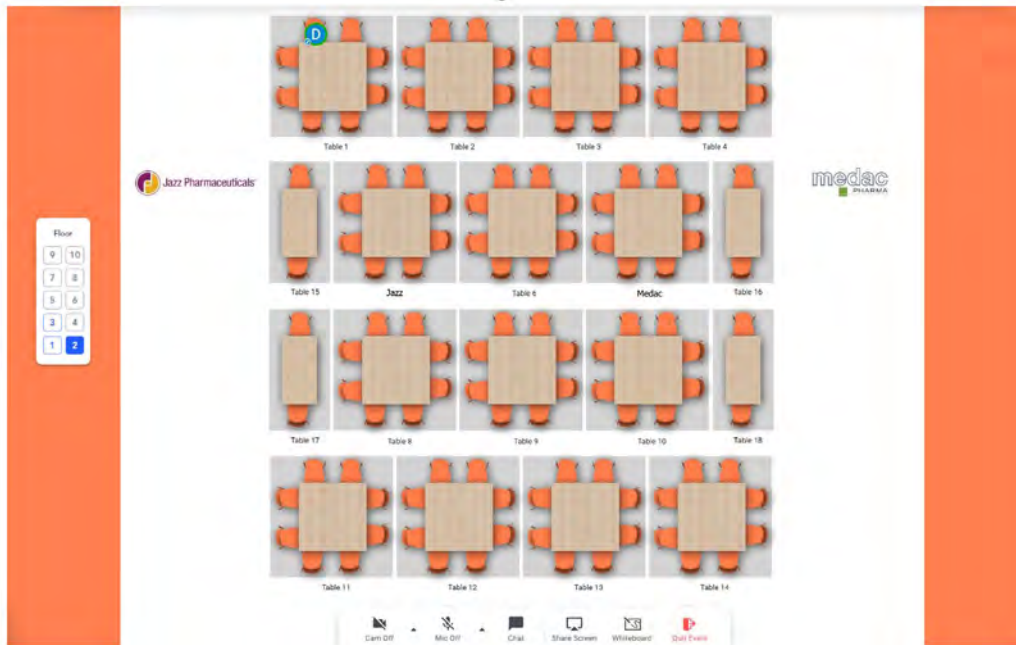 D
Table 1
Table 2
Table 3
Table 4
Jazz Pharmaceuticals
medac
PHARMA
Table 15
Jazz
Table 6
Medac
Table 16
Floor
9 10
7 8
5 6
3 4
1 2
Table 17
Table 8
Table 9
Table 10
Table 18
Table 11
Table 12
Table 13
Table 14
Cam Off
Mic Off
Chat
Share Screen
Whiteboard
Quit Event